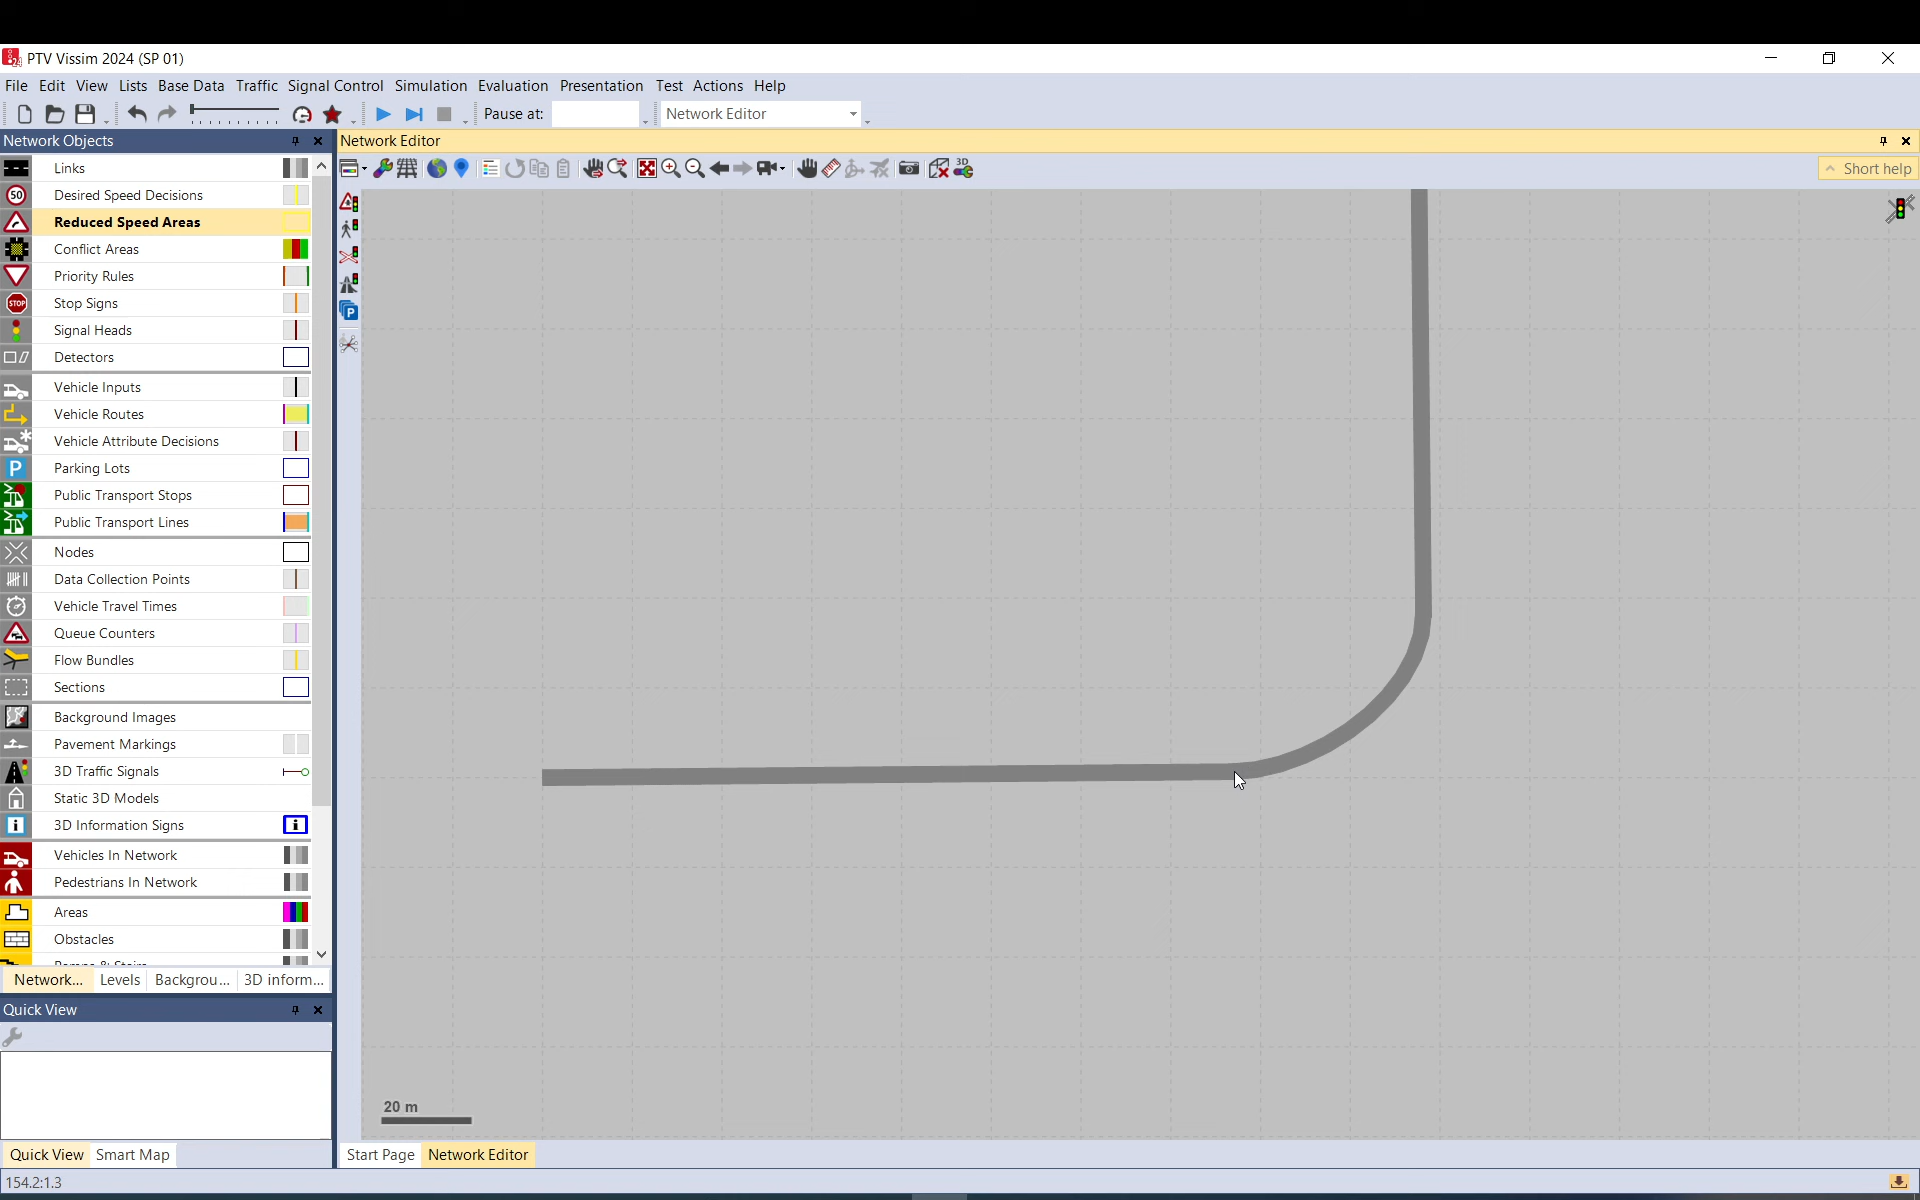 PTV Vissim 2024 (SP 01)
File Edit View Lists Base Data Traffic Signal Control Simulation Evaluation Presentation Test Actions Help
Pause at: Network Editor
Network Objects
Links
50 Desired Speed Decisions
Reduced Speed Areas
Conflict Areas
Priority Rules
STOP Stop Signs
Signal Heads
Detectors
Vehicle Inputs
Vehicle Routes
Vehicle Attribute Decisions
P Parking Lots
Public Transport Stops
Public Transport Lines
Nodes
Data Collection Points
Vehicle Travel Times
Queue Counters
Flow Bundles
Sections
Background Images
Pavement Markings
3D Traffic Signals
Static 3D Models
i 3D Information Signs i
Vehicles In Network
Pedestrians In Network
Areas
Obstacles
Network... Levels Backgrou... 3D inform...
Quick View
Quick View Smart Map
154.2:1.3
Network Editor
3D
Short help
P
20 m
Start Page Network Editor